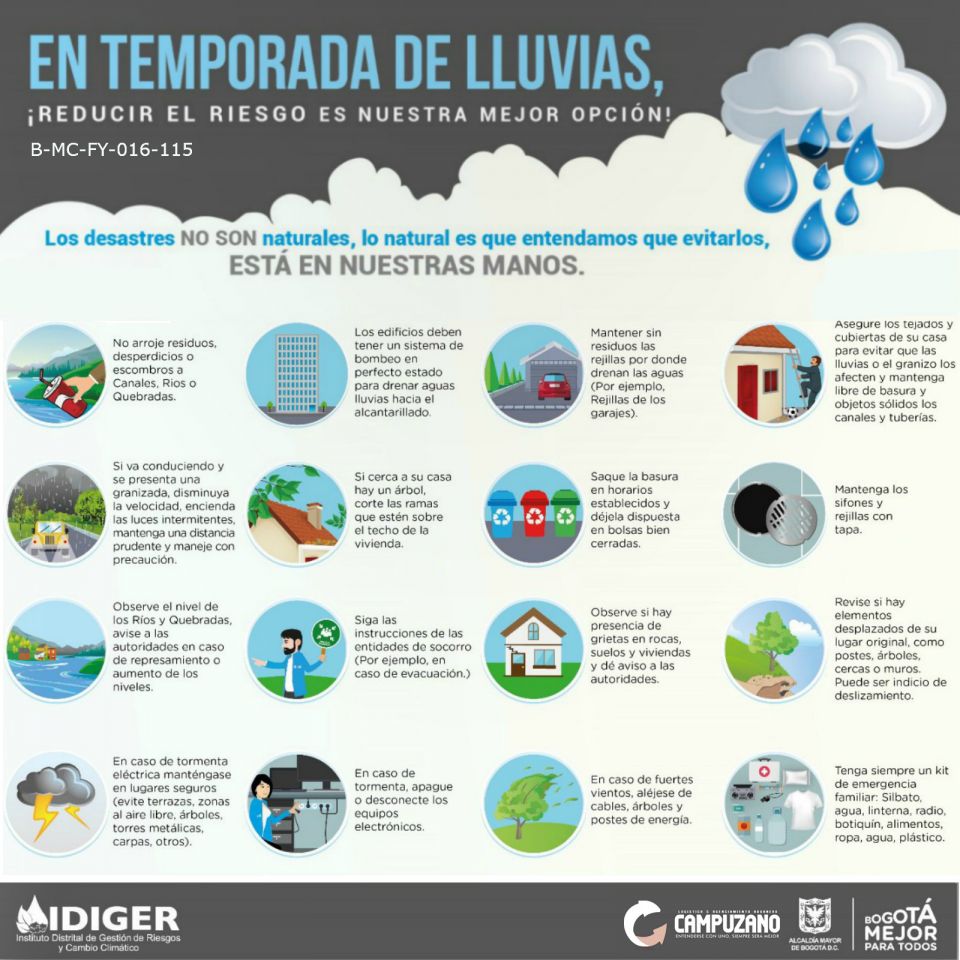 EN TEMPORADA DE LLUVIAS,
¡REDUCIR EL RIESGO ES NUESTRA MEJOR OPCIÓN!
B-MC-FY-016-115
Los desastres NO SON naturales, lo natural es que entendamos que evitarlos,
ESTÁ EN NUESTRAS MANOS.
No arroje residuos,
desperdicios o
escombros a
Canales, Rios o
Quebradas.
Los edificios deben
tener un sistema de
bombeo en
perfecto estado
para drenar aguas
lluvias hacia el
alcantarillado.
Mantener sin
residuos las
rejillas por donde
drenan las aguas
(Por ejemplo,
Rejillas de los
garajes).
Asegure los tejados y
cubiertas de su casa
para evitar que las
lluvias o el granizo los
afecten y mantenga
libre de basura y
objetos sólidos los
canales y tuberías.
Si va conduciendo y
se presenta una
granizada, disminuya
la velocidad, encienda
las luces intermitentes,
mantenga una distancia
prudente y maneje con
precaución.
Si cerca a su casa
hay un árbol,
corte las ramas
que estén sobre
el techo de la
vivienda.
Saque la basura
en horarios
establecidos y
déjela dispuesta
en bolsas bien
cerradas.
Mantenga los
sifones y
rejillas con
tapa.
Observe el nivel de
los Ríos y Quebradas,
avise a las
autoridades en caso
de represamiento o
aumento de los
niveles.
Siga las
instrucciones de las
entidades de socorro
(Por ejemplo, en
caso de evacuación.)
Observe si hay
presencia de
grietas en rocas,
suelos y viviendas
y dé aviso a las
autoridades.
Revise si hay
elementos
desplazados de su
lugar original, como
postes, árboles,
cercas o muros.
Puede ser indicio de
deslizamiento.
En caso de tormenta
eléctrica manténgase
en lugares seguros
(evite terrazas, zonas
al aire libre, árboles,
torres metálicas,
carpas, otros).
En caso de
tormenta, apague
o desconecte los
equipos
electrónicos.
En caso de fuertes
vientos, aléjese de
cables, árboles y
postes de energía.
Tenga siempre un kit
de emergencia
familiar: Silbato,
agua, linterna, radio,
botiquín, alimentos,
ropa, agua, plástico.
IDIGER
Instituto Distrital de Gestión de Riesgos
y Cambio Climático
LOGISTICA & AGENCIAMIENTO ADUANERO
CAMPUZANO
ENTENDERSE CON UNO, SIEMPRE SERA MEJOR
ALCALDÍA MAYOR
DE BOGOTÁ D.C.
BOGOTÁ
MEJOR
PARA TODOS